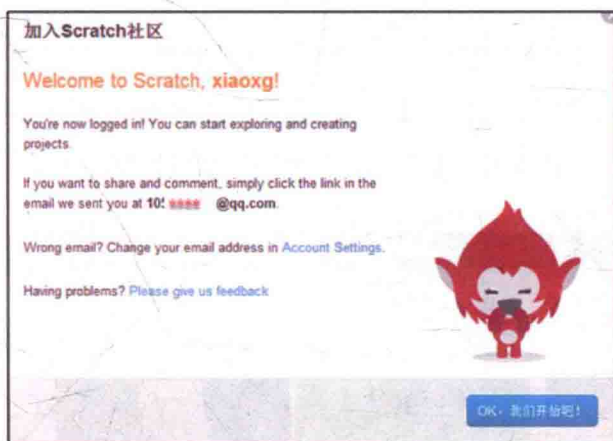 加入Scratch社区
Welcome to Scratch, xiaoxg!
You're now logged in! You can start exploring and creating
projects.
If you want to share and comment, simply click the link in the
email we sent you at 10 @qq.com.
Wrong email? Change your email address in Account Settings.
Having problems? Please give us feedback
OK，我们开始吧！